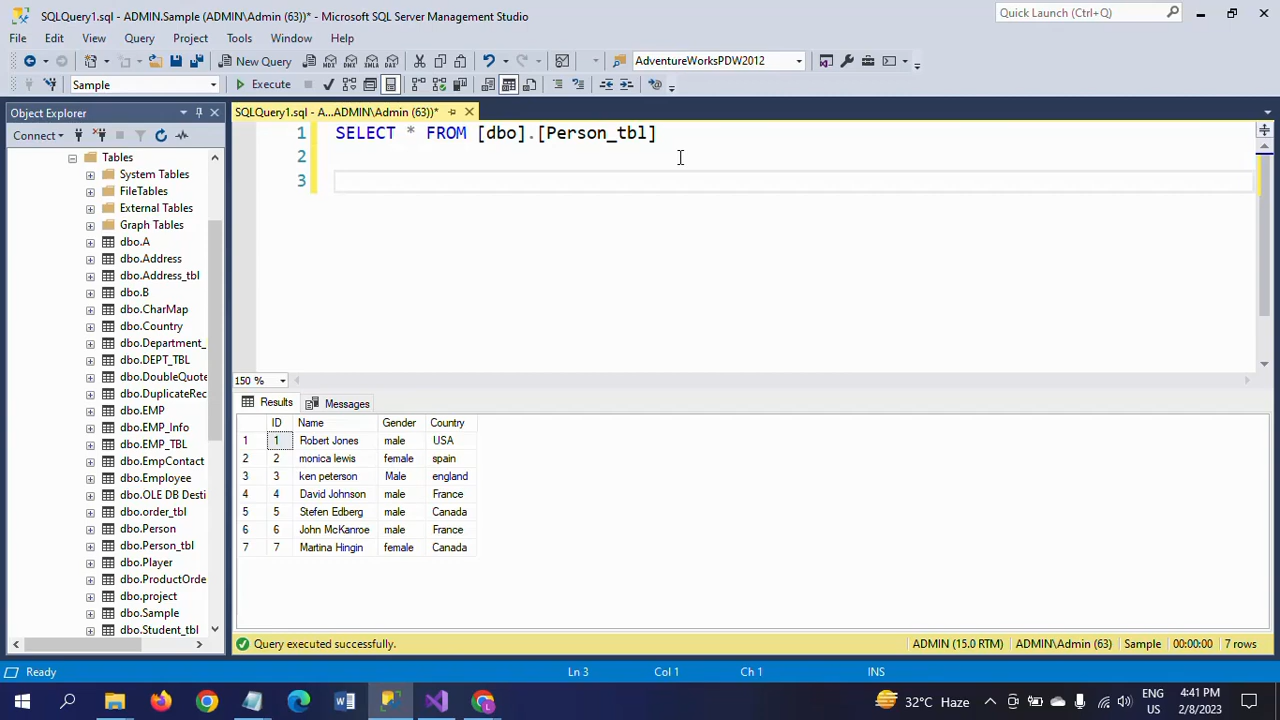 SQLQuery1.sql - ADMIN.Sample (ADMIN\Admin (63))* - Microsoft SQL Server Management Studio
Quick Launch (Ctrl+Q)
File Edit View Query Project Tools Window Help
New Query AdventureWorksPDW2012
Sample Execute
Object Explorer
SQLQuery1.sql - A...ADMIN\Admin (63))*
Connect
Tables
System Tables
FileTables
External Tables
Graph Tables
dbo.A
dbo.Address
dbo.Address_tbl
dbo.B
dbo.CharMap
dbo.Country
dbo.Department_
dbo.DEPT_TBL
dbo.DoubleQuote
dbo.DuplicateRec
dbo.EMP
dbo.EMP_Info
dbo.EMP_TBL
dbo.EmpContact
dbo.Employee
dbo.OLE DB Desti
dbo.order_tbl
dbo.Person
dbo.Person_tbl
dbo.Player
dbo.ProductOrde
dbo.project
dbo.Sample
dbo.Student_tbl
1 SELECT * FROM [dbo].[Person_tbl]
2
3
150 %
Results Messages
ID Name Gender Country
1 1 Robert Jones male USA
2 2 monica lewis female spain
3 3 ken peterson Male england
4 4 David Johnson male France
5 5 Stefen Edberg male Canada
6 6 John McKanroe male France
7 7 Martina Hingin female Canada
Query executed successfully. ADMIN (15.0 RTM) ADMIN\Admin (63) Sample 00:00:00 7 rows
Ready Ln 3 Col 1 Ch 1 INS
32°C Haze
ENG
US
4:41 PM
2/8/2023